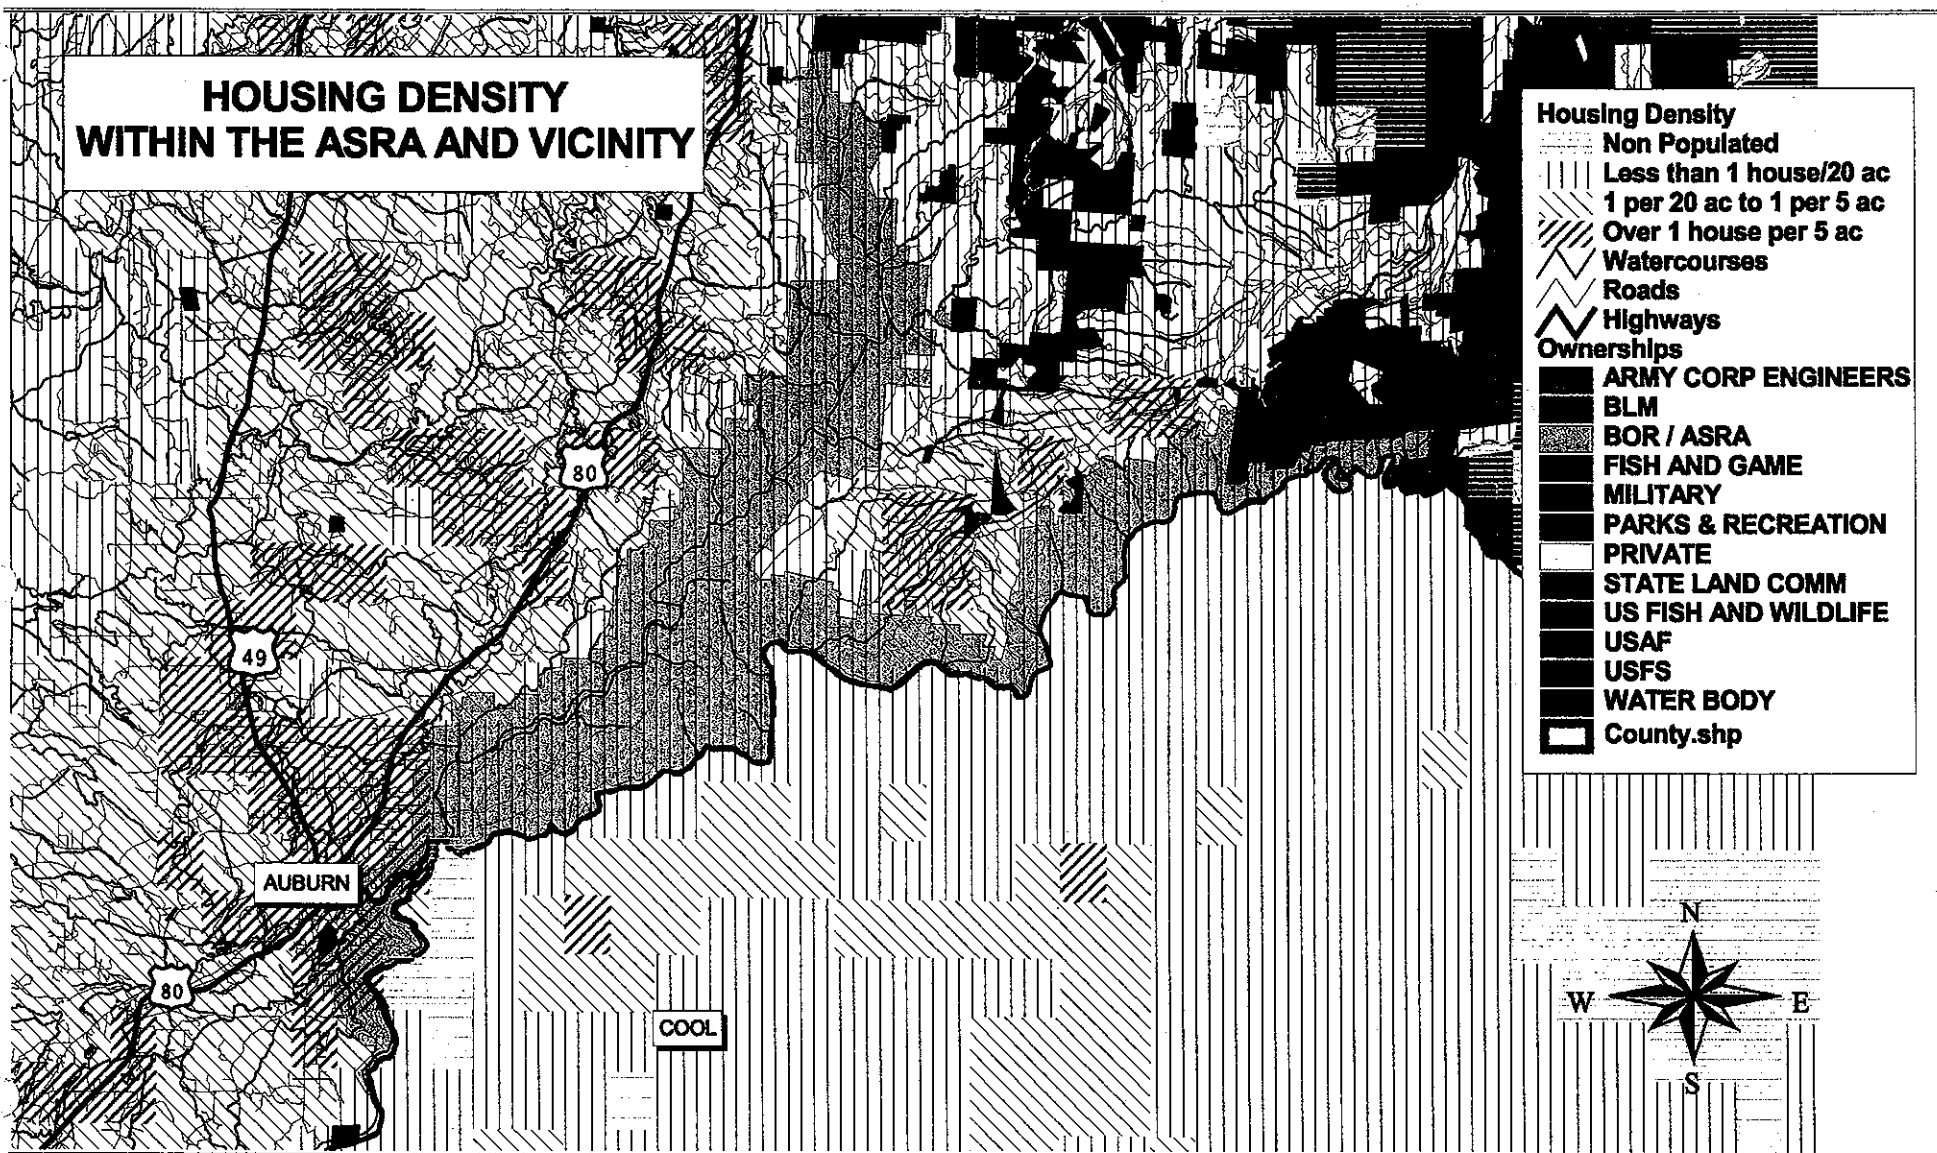 HOUSING DENSITY
WITHIN THE ASRA AND VICINITY
Housing Density
Non Populated
Less than 1 house/20 ac
1 per 20 ac to 1 per 5 ac
Over 1 house per 5 ac
Watercourses
Roads
Highways
Ownerships
ARMY CORP ENGINEERS
BLM
BOR / ASRA
FISH AND GAME
MILITARY
PARKS & RECREATION
PRIVATE
STATE LAND COMM
US FISH AND WILDLIFE
USAF
USFS
WATER BODY
County.shp
80
49
AUBURN
80
COOL
N
W
E
S